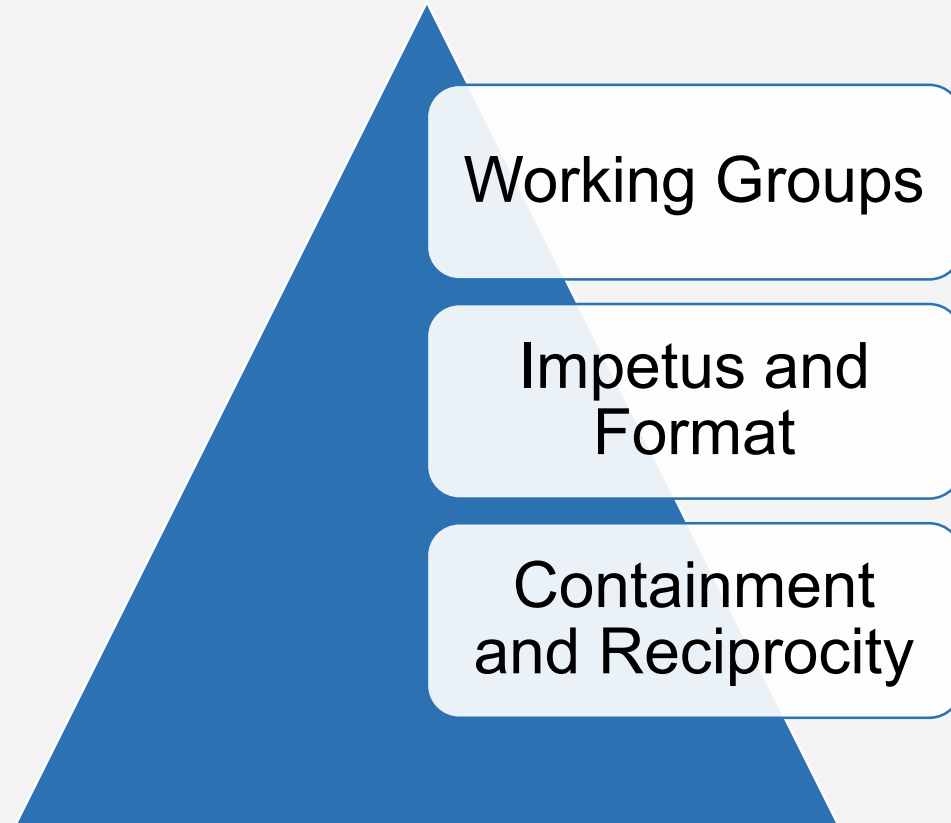 Working Groups
Impetus and
Format
Containment
and Reciprocity